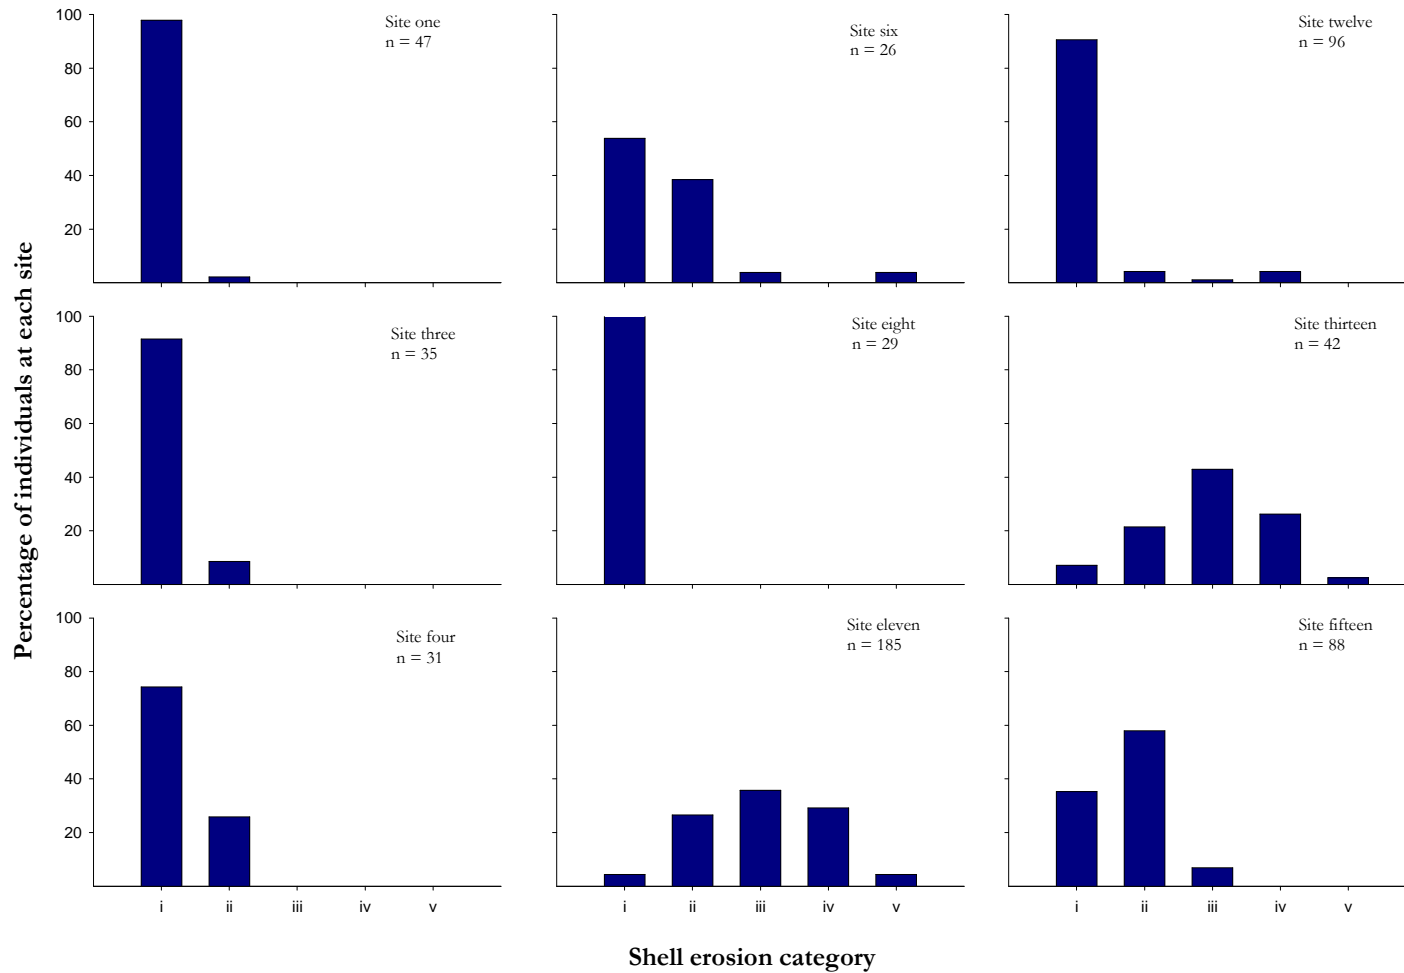 Percentage of individuals at each site
100
80
60
40
20
Site one
n = 47
Site six
n = 26
Site twelve
n = 96
100
80
60
40
20
Site three
n = 35
Site eight
n = 29
Site thirteen
n = 42
100
80
60
40
20
Site four
n = 31
Site eleven
n = 185
Site fifteen
n = 88
i ii iii iv v
i ii iii iv v
i ii iii iv v
Shell erosion category